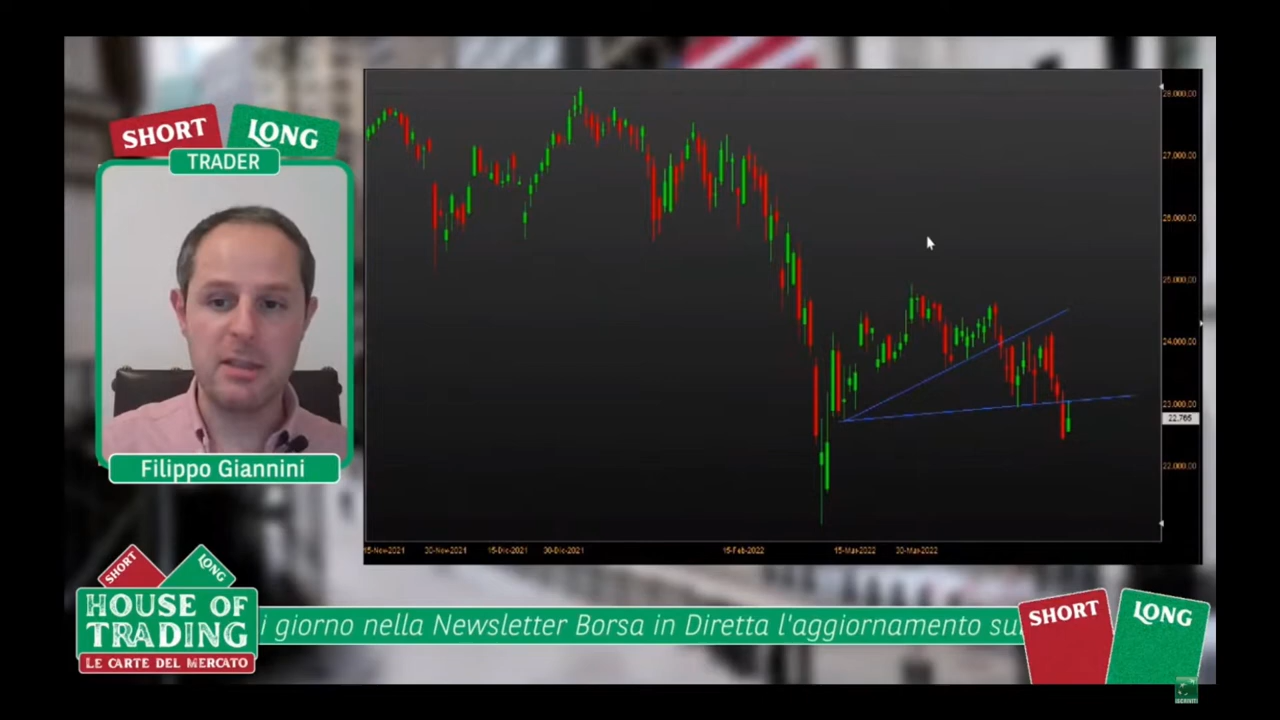 SHORT
LONG
TRADER
Filippo Giannini
28.000,00
27.000,00
26.000,00
25.000,00
24.000,00
23.000,00
22.765
22.000,00
15-Nov-2021 30-Nov-2021 15-Dic-2021 30-Dic-2021 15-Feb-2022 15-Mar-2022 30-Mar-2022
SHORT
LONG
HOUSE OF
TRADING
LE CARTE DEL MERCATO
i giorno nella Newsletter Borsa in Diretta l'aggiornamento su
SHORT
LONG
ISCRIVITI